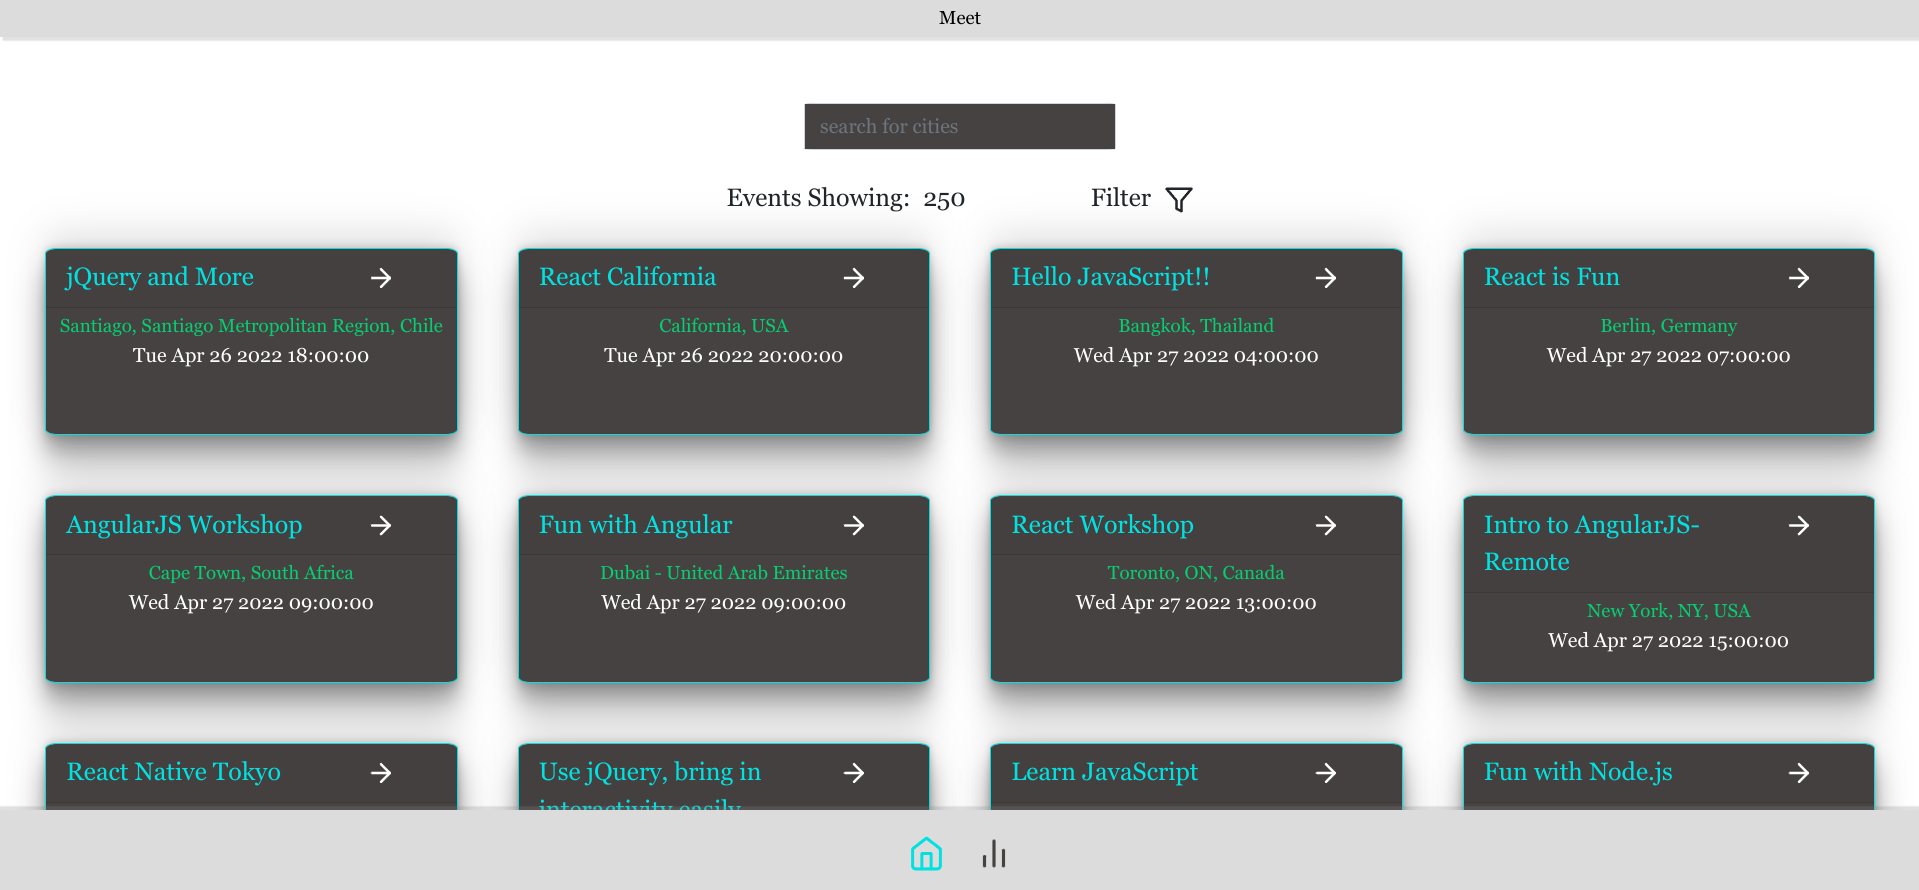 Meet
search for cities
Events Showing: 250
Filter
jQuery and More
Santiago, Santiago Metropolitan Region, Chile
Tue Apr 26 2022 18:00:00
React California
California, USA
Tue Apr 26 2022 20:00:00
Hello JavaScript!!
Bangkok, Thailand
Wed Apr 27 2022 04:00:00
React is Fun
Berlin, Germany
Wed Apr 27 2022 07:00:00
AngularJS Workshop
Cape Town, South Africa
Wed Apr 27 2022 09:00:00
Fun with Angular
Dubai - United Arab Emirates
Wed Apr 27 2022 09:00:00
React Workshop
Toronto, ON, Canada
Wed Apr 27 2022 13:00:00
Intro to AngularJS-
Remote
New York, NY, USA
Wed Apr 27 2022 15:00:00
React Native Tokyo
Use jQuery, bring in
interactivity easily
Learn JavaScript
Fun with Node.js